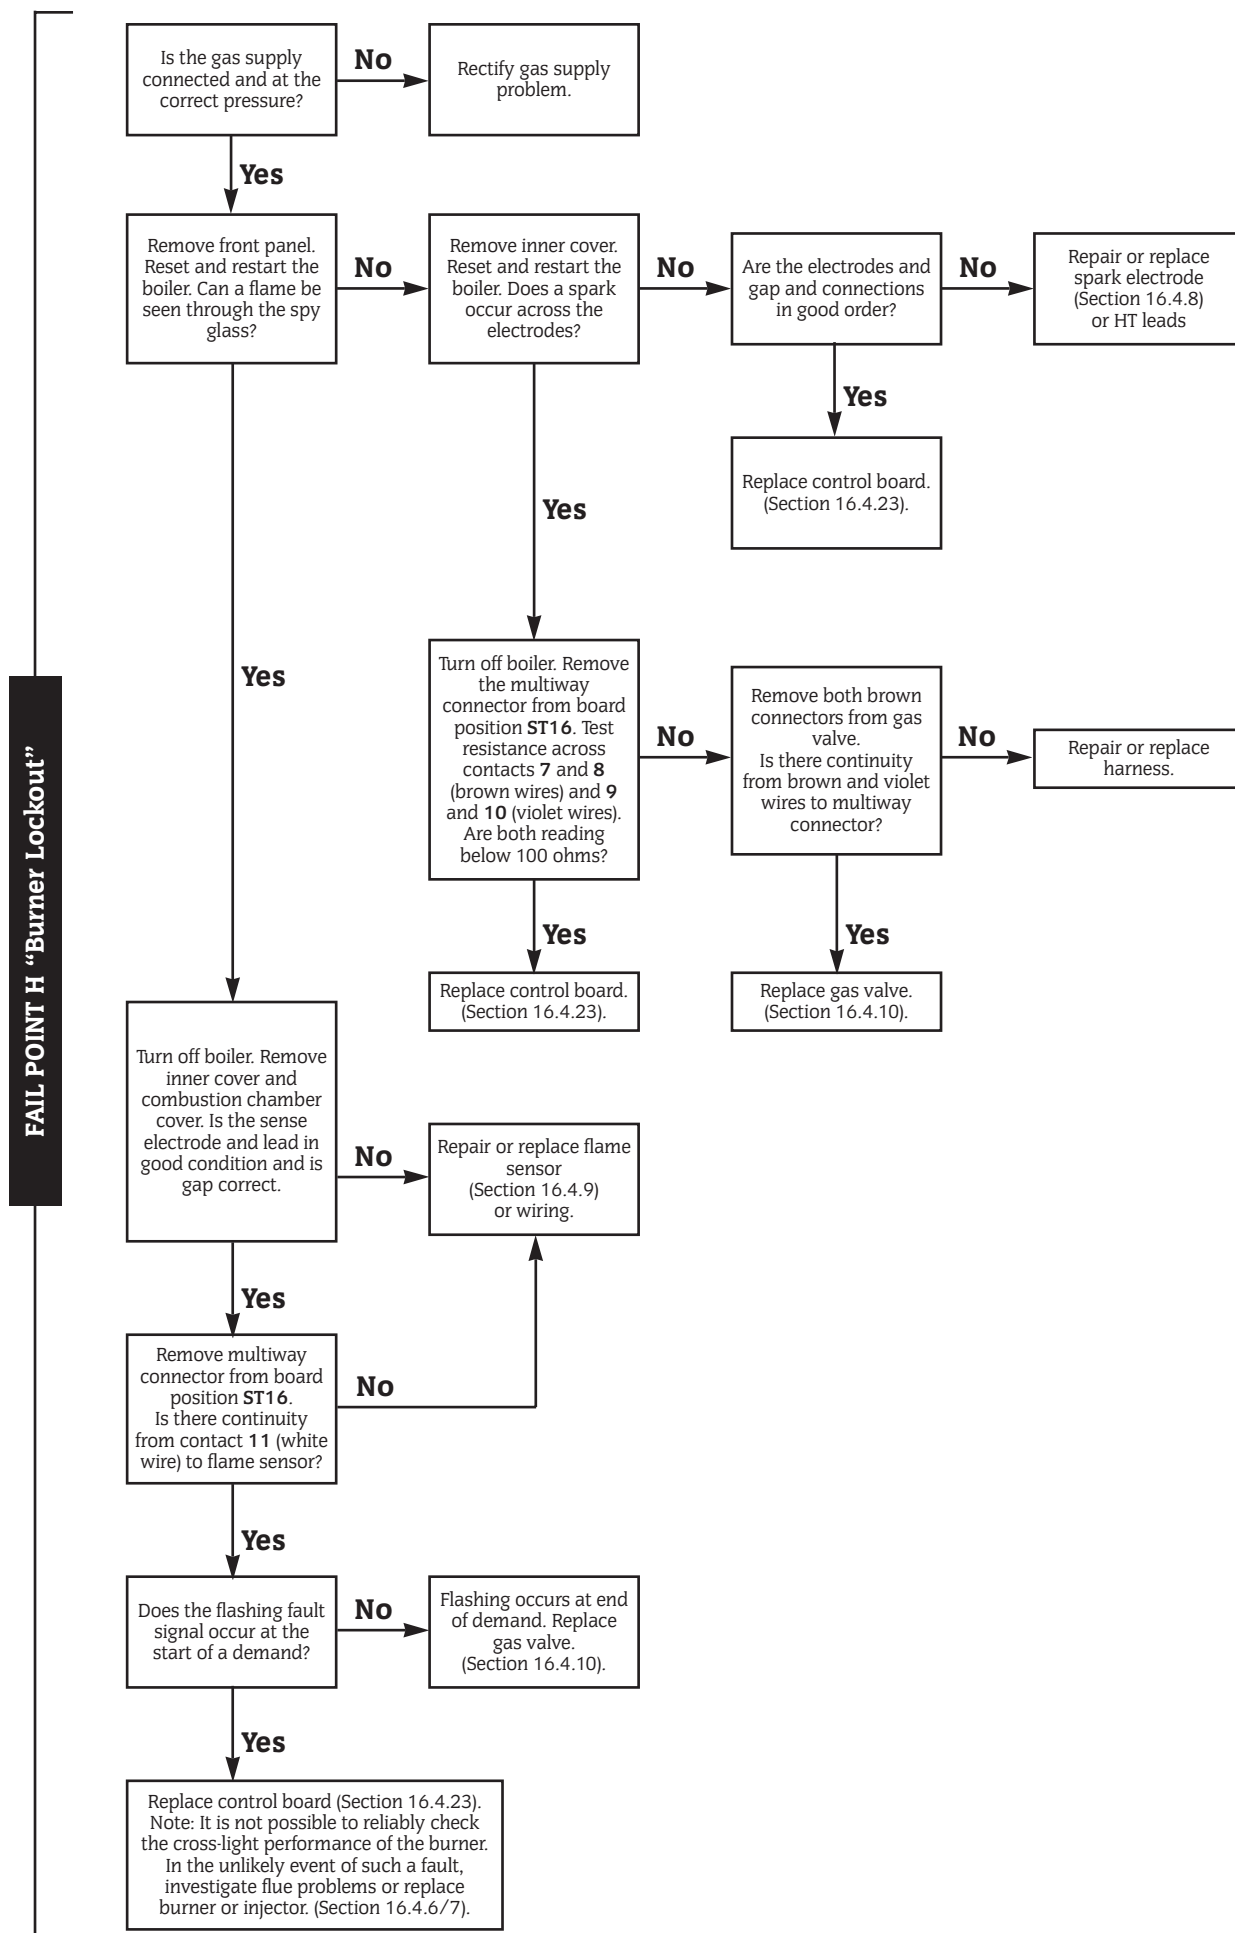 FAIL POINT H “Burner Lockout”
Is the gas supply
connected and at the
correct pressure?
No
Rectify gas supply
problem.
Yes
Remove front panel.
Reset and restart the
boiler. Can a flame be
seen through the spy
glass?
No
Remove inner cover.
Reset and restart the
boiler. Does a spark
occur across the
electrodes?
No
Are the electrodes and
gap and connections
in good order?
No
Repair or replace
spark electrode
(Section 16.4.8)
or HT leads
Yes
Replace control board.
(Section 16.4.23).
Yes
Turn off boiler. Remove
the multiway
connector from board
position ST16. Test
resistance across
contacts 7 and 8
(brown wires) and 9
and 10 (violet wires).
Are both reading
below 100 ohms?
No
Remove both brown
connectors from gas
valve.
Is there continuity
from brown and violet
wires to multiway
connector?
No
Repair or replace
harness.
Yes
Replace control board.
(Section 16.4.23).
Yes
Replace gas valve.
(Section 16.4.10).
Yes
Turn off boiler. Remove
inner cover and
combustion chamber
cover. Is the sense
electrode and lead in
good condition and is
gap correct.
No
Repair or replace flame
sensor
(Section 16.4.9)
or wiring.
Yes
Remove multiway
connector from board
position ST16.
Is there continuity
from contact 11 (white
wire) to flame sensor?
No
Yes
Does the flashing fault
signal occur at the
start of a demand?
No
Flashing occurs at end
of demand. Replace
gas valve.
(Section 16.4.10).
Yes
Replace control board (Section 16.4.23).
Note: It is not possible to reliably check
the cross-light performance of the burner.
In the unlikely event of such a fault,
investigate flue problems or replace
burner or injector. (Section 16.4.6/7).